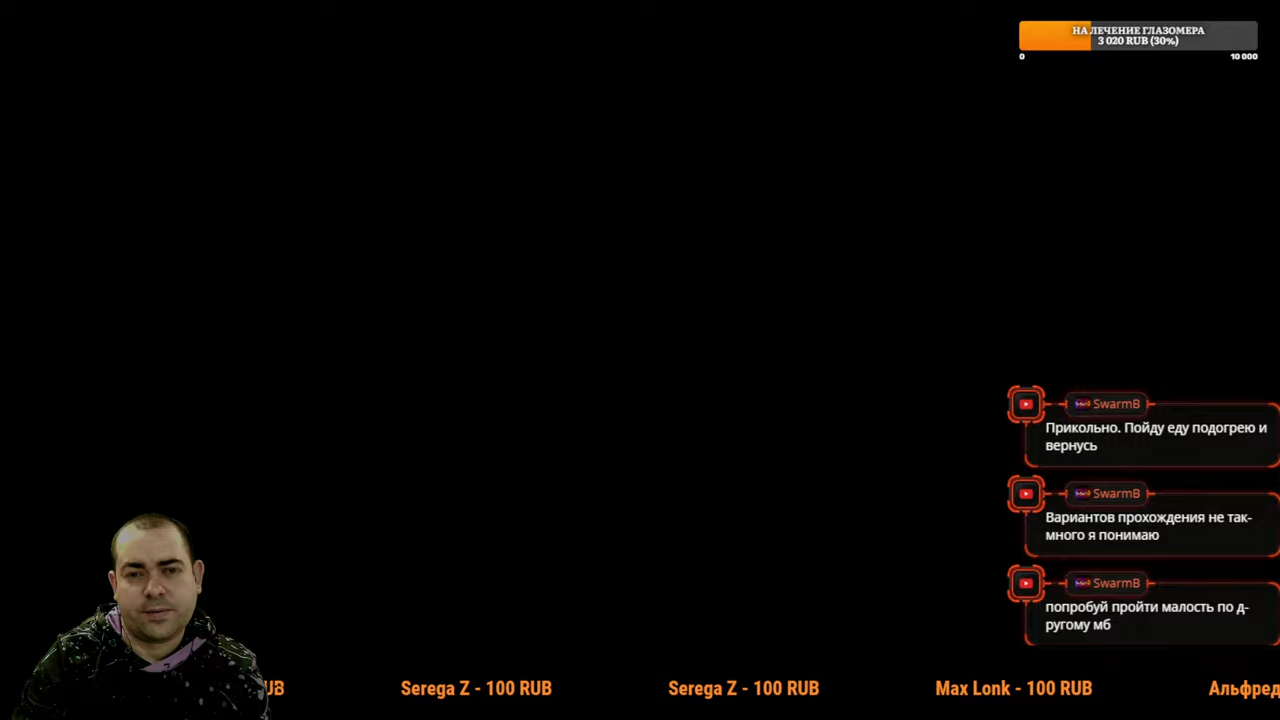 НА ЛЕЧЕНИЕ ГЛАЗОМЕРА
3 020 RUB (30%)
0
10 000
SwarmB
Прикольно. Пойду еду подогрею и
вернусь
SwarmB
Вариантов прохождения не так-
много я понимаю
SwarmB
попробуй пройти малость по д-
ругому мб
UB
Serega Z - 100 RUB
Serega Z - 100 RUB
Max Lonk - 100 RUB
Альфред